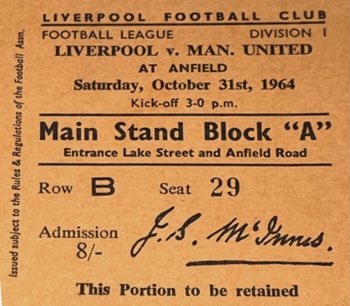 LIVERPOOL FOOTBALL CLUB
FOOTBALL LEAGUE DIVISION I
LIVERPOOL v. MAN. UNITED
AT ANFIELD
Saturday, October 31st, 1964
Kick-off 3-0 p.m.
Main Stand Block "A"
Entrance Lake Street and Anfield Road
Row B Seat 29
Admission
8/-
J. S. McInnes.
This Portion to be retained
Issued subject to the Rules & Regulations of the Football Assn.